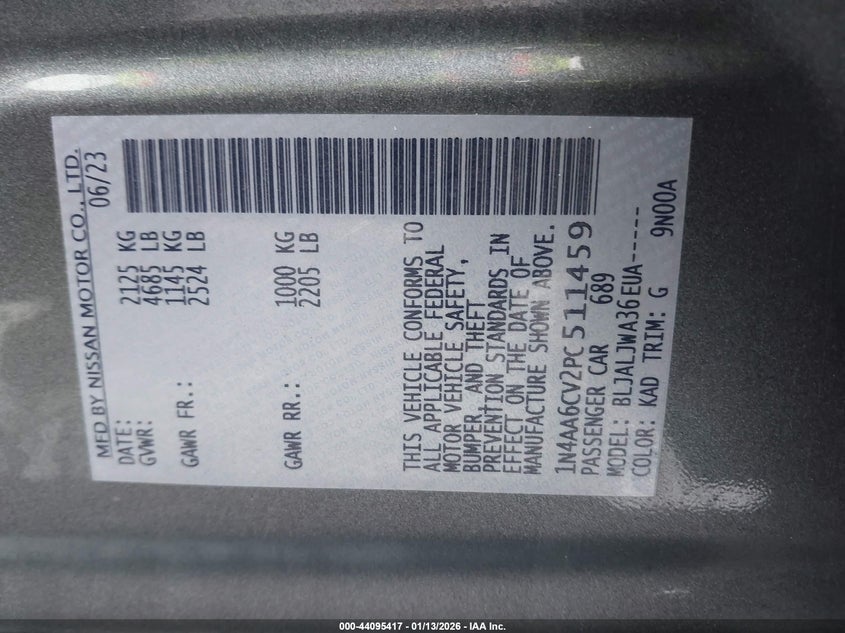 MFD BY NISSAN MOTOR CO., LTD.
DATE: 06/23
GVWR: 2125 KG
4685 LB
GAWR FR.: 1145 KG
2524 LB
GAWR RR.: 1000 KG
2205 LB
THIS VEHICLE CONFORMS TO
ALL APPLICABLE FEDERAL
MOTOR VEHICLE SAFETY,
BUMPER, AND THEFT
PREVENTION STANDARDS IN
EFFECT ON THE DATE OF
MANUFACTURE SHOWN ABOVE.
1N4AA6CV2PC511459
PASSENGER CAR 689
MODEL: BLJALJWA36EUA-----
COLOR: KAD TRIM: G 9N00A
000-44095417 - 01/13/2026 - IAA Inc.